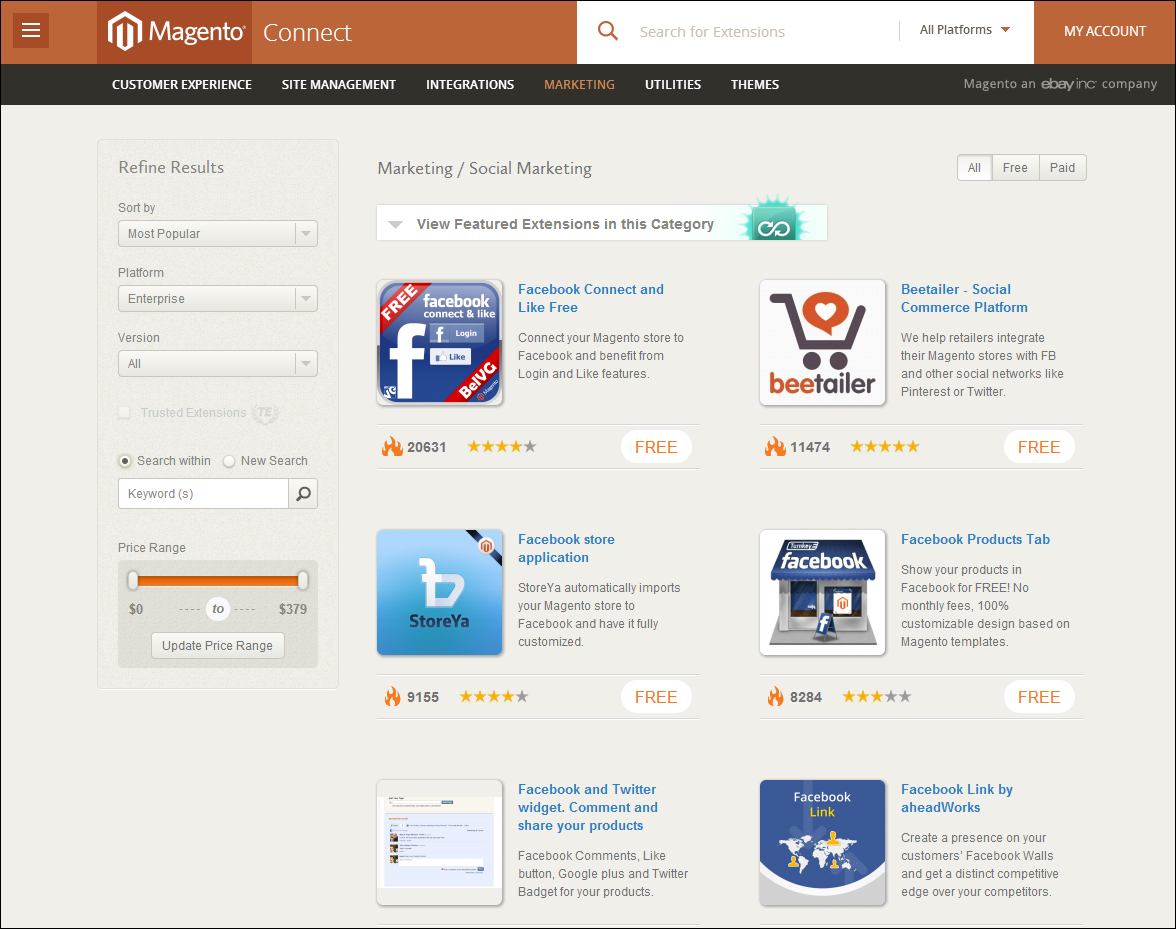 Magento Connect
Search for Extensions
All Platforms
MY ACCOUNT
CUSTOMER EXPERIENCE
SITE MANAGEMENT
INTEGRATIONS
MARKETING
UTILITIES
THEMES
Magento an ebay inc company
Refine Results
Sort by
Most Popular
Platform
Enterprise
Version
All
Trusted Extensions TE
Search within
New Search
Keyword (s)
Price Range
$0 ---- to ---- $379
Update Price Range
Marketing / Social Marketing
All
Free
Paid
View Featured Extensions in this Category
FREE
facebook
connect & like
f Login
Like
BelVG
Magento
Facebook Connect and
Like Free
Connect your Magento store to
Facebook and benefit from
Login and Like features.
20631
FREE
beetailer
Beetailer - Social
Commerce Platform
We help retailers integrate
their Magento stores with FB
and other social networks like
Pinterest or Twitter.
11474
FREE
StoreYa
Facebook store
application
StoreYa automatically imports
your Magento store to
Facebook and have it fully
customized.
9155
FREE
Turnkey
facebook
f
Facebook Products Tab
Show your products in
Facebook for FREE! No
monthly fees, 100%
customizable design based on
Magento templates.
8284
FREE
Facebook and Twitter
widget. Comment and
share your products
Facebook Comments, Like
button, Google plus and Twitter
Badget for your products.
Facebook
Link
Facebook Link by
aheadWorks
Create a presence on your
customers' Facebook Walls
and get a distinct competitive
edge over your competitors.